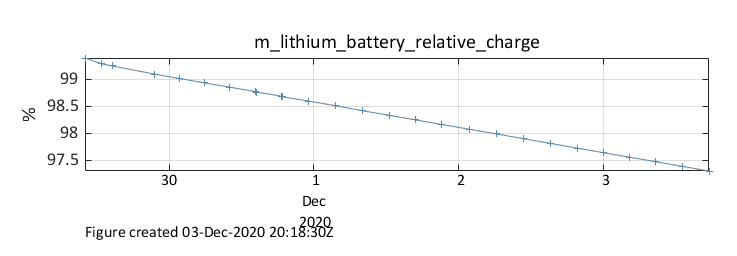 m_lithium_battery_relative_charge
99
98.5
98
97.5
%
30 1 2 3
Dec
2020
Figure created 03-Dec-2020 20:18:30Z